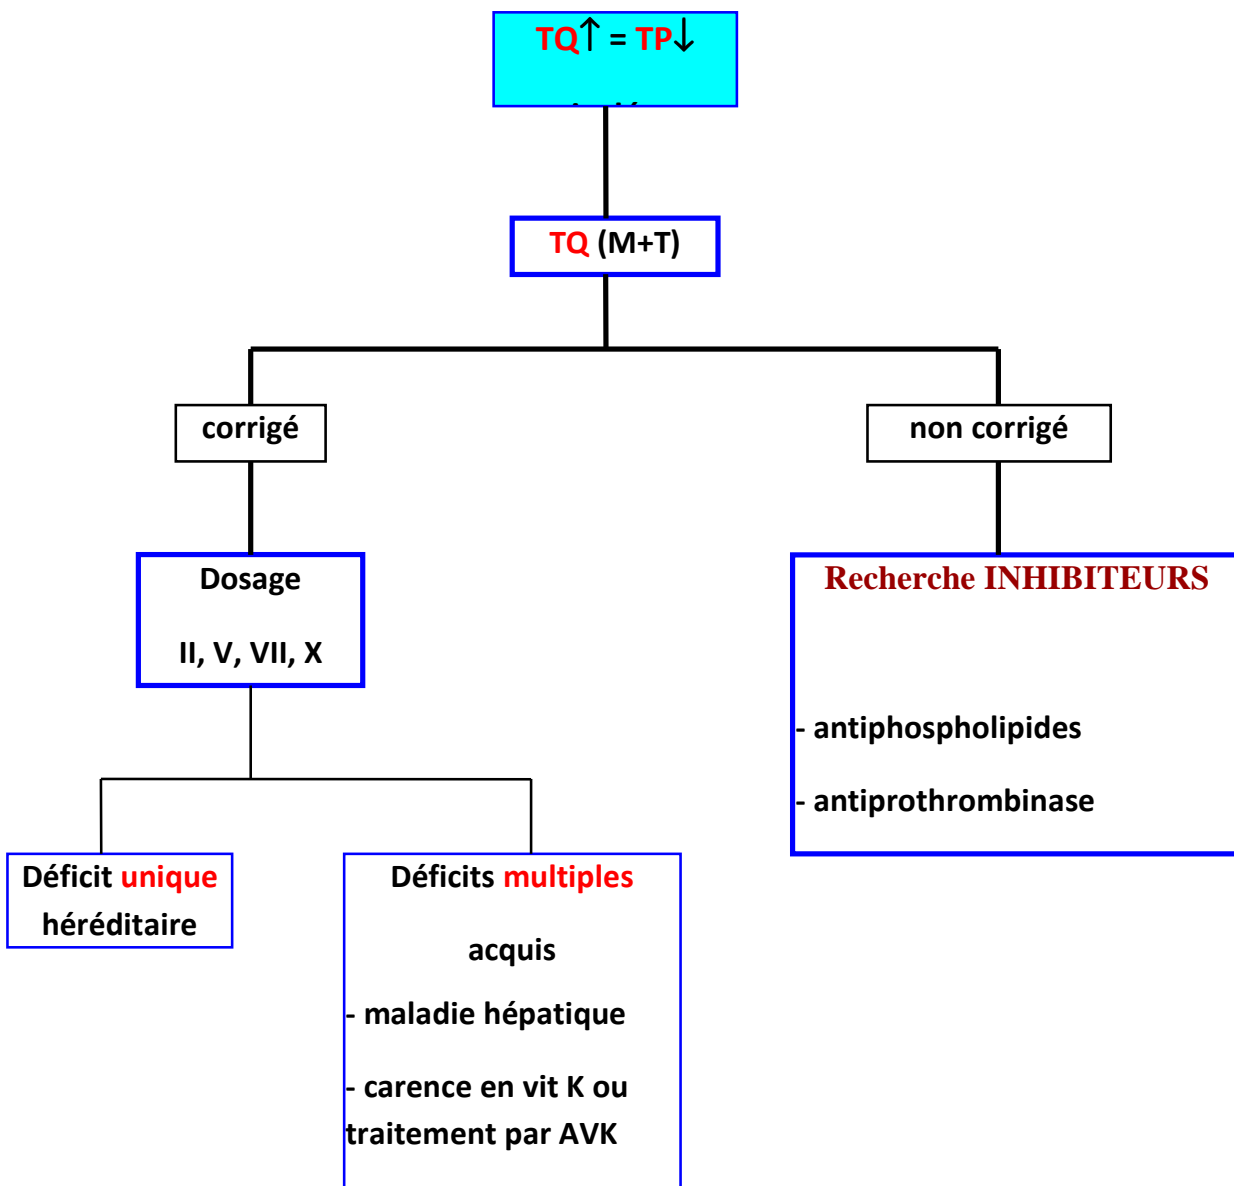 TQ↑ = TP↓
TQ (M+T)
corrigé
non corrigé
Dosage
II, V, VII, X
Recherche INHIBITEURS
- antiphospholipides
- antiprothrombinase
Déficit unique
héréditaire
Déficits multiples
acquis
- maladie hépatique
- carence en vit K ou
traitement par AVK